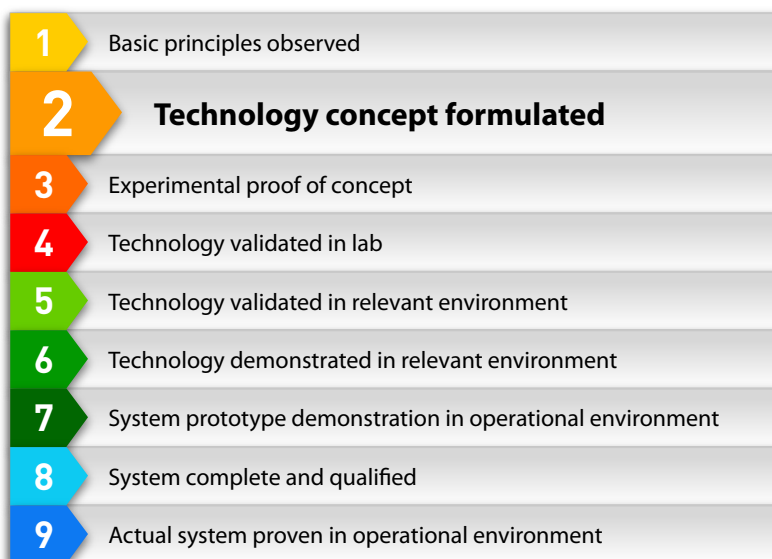 1 Basic principles observed
2 Technology concept formulated
3 Experimental proof of concept
4 Technology validated in lab
5 Technology validated in relevant environment
6 Technology demonstrated in relevant environment
7 System prototype demonstration in operational environment
8 System complete and qualified
9 Actual system proven in operational environment